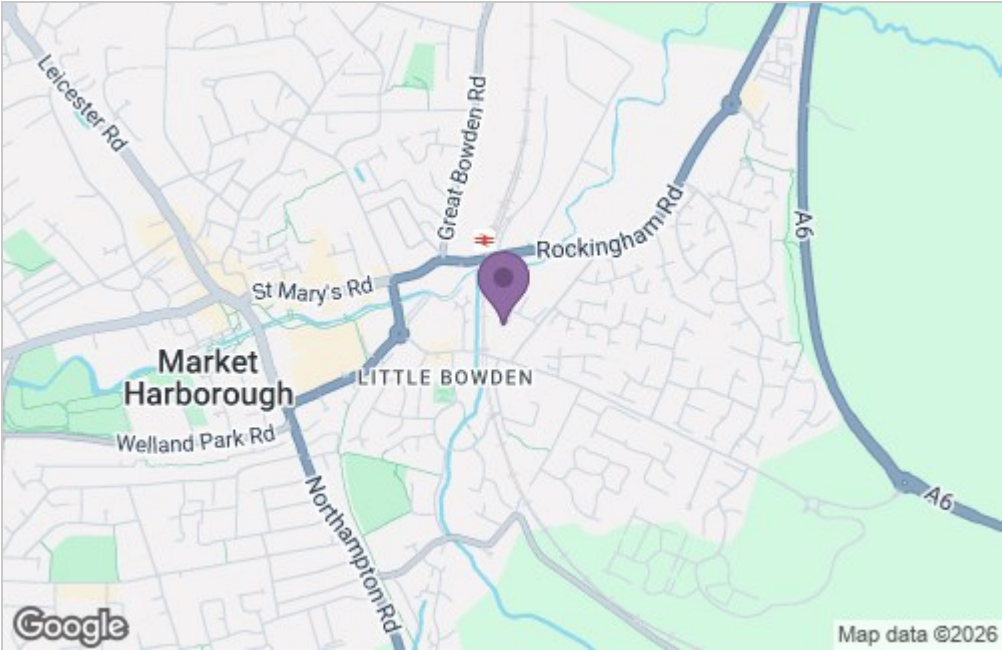 Leicester Rd
Great Bowden Rd
Rockingham Rd
A6
St Mary's Rd
Market
Harborough
LITTLE BOWDEN
Welland Park Rd
Northampton Rd
A6
Google
Map data ©2026